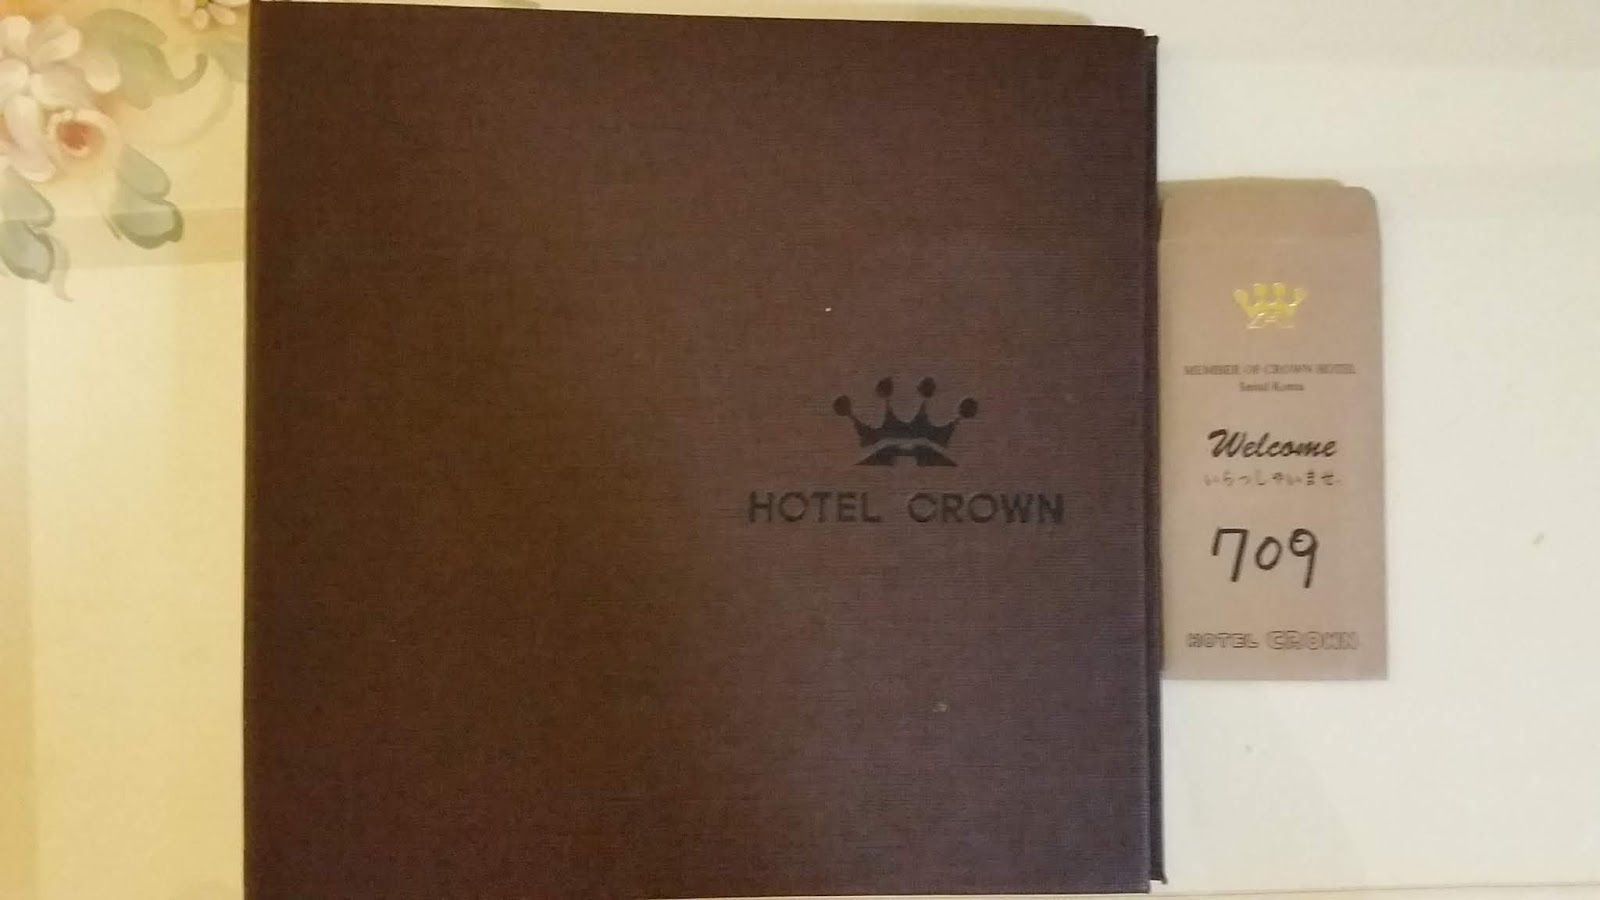 HOTEL CROWN
MEMBER OF CROWN HOTEL
Seoul Korea
Welcome
いらっしゃいませ.
709
HOTEL CROWN